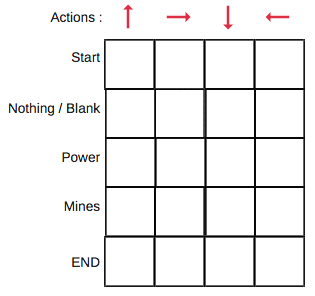 Actions :
Start
Nothing / Blank
Power
Mines
END